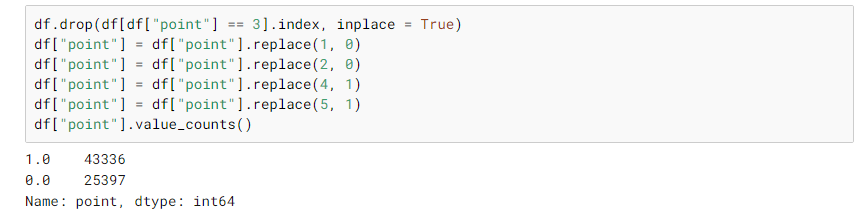 df.drop(df[df["point"] == 3].index, inplace = True)
df["point"] = df["point"].replace(1, 0)
df["point"] = df["point"].replace(2, 0)
df["point"] = df["point"].replace(4, 1)
df["point"] = df["point"].replace(5, 1)
df["point"].value_counts()
1.0    43336
0.0    25397
Name: point, dtype: int64